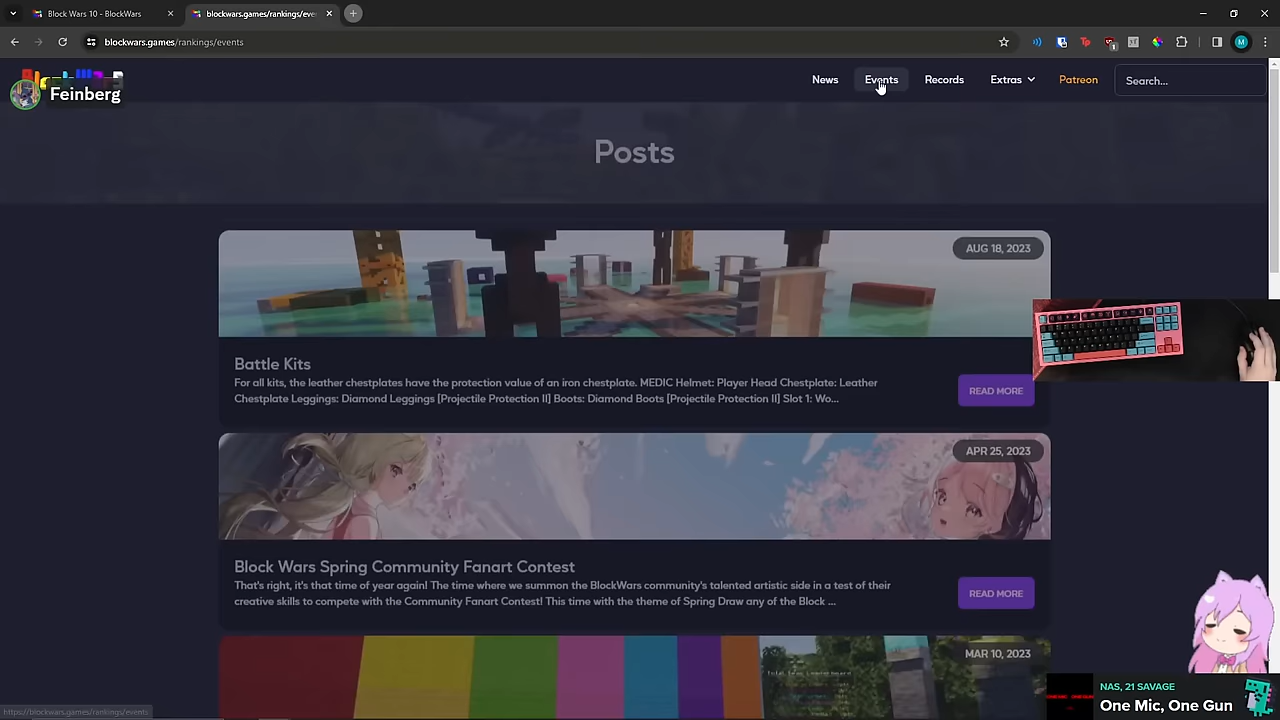 Block Wars 10 - BlockWars
blockwars.games/rankings/even
blockwars.games/rankings/events
Feinberg
News
Events
Records
Extras
Patreon
Search...
Posts
AUG 18, 2023
Battle Kits
For all kits, the leather chestplates have the protection value of an iron chestplate. MEDIC Helmet: Player Head Chestplate: Leather
Chestplate Leggings: Diamond Leggings [Projectile Protection II] Boots: Diamond Boots [Projectile Protection II] Slot 1: Wo...
READ MORE
APR 25, 2023
Block Wars Spring Community Fanart Contest
That's right, it's that time of year again! The time where we summon the BlockWars community's talented artistic side in a test of their
creative skills to compete with the Community Fanart Contest! This time with the theme of Spring Draw any of the Block ...
READ MORE
MAR 10, 2023
https://blockwars.games/rankings/events
NAS, 21 SAVAGE
One Mic, One Gun